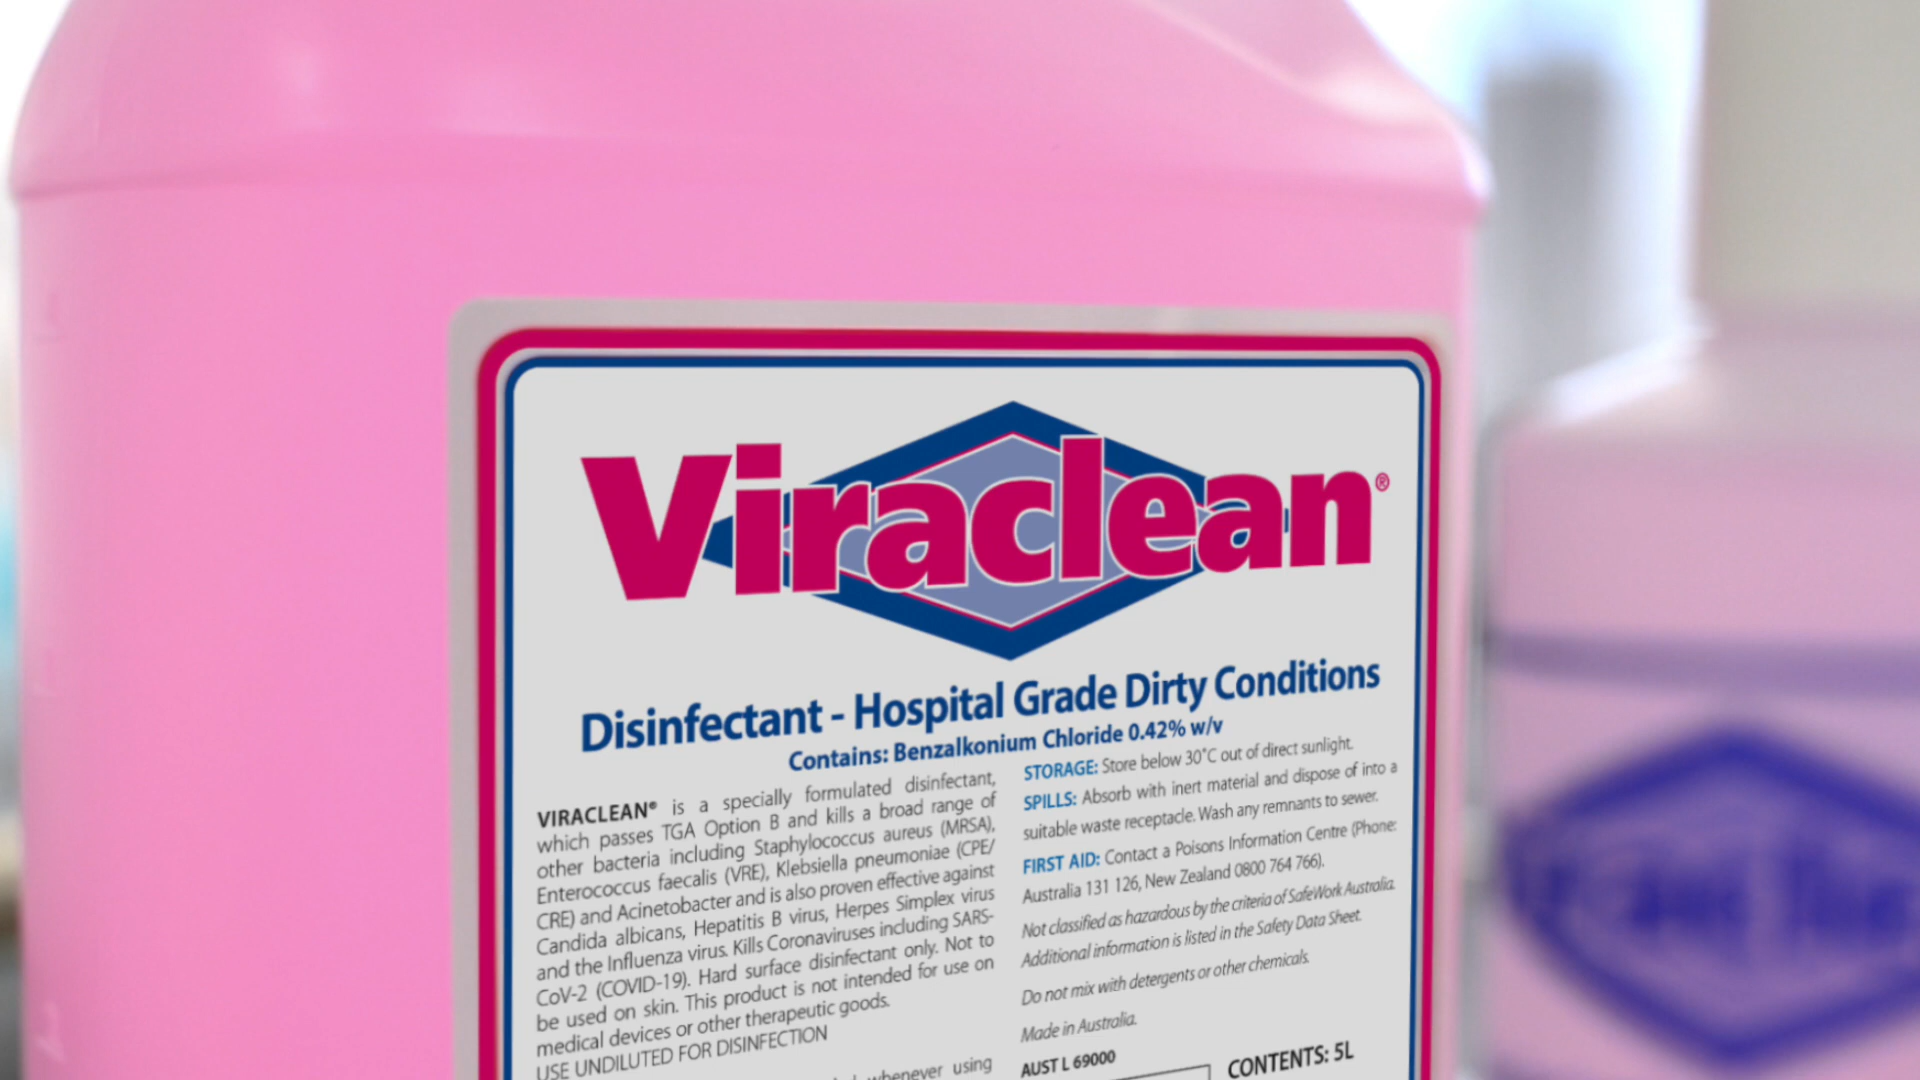 Viraclean®
Disinfectant - Hospital Grade Dirty Conditions
Contains: Benzalkonium Chloride 0.42% w/v
VIRACLEAN® is a specially formulated disinfectant,
which passes TGA Option B and kills a broad range of
other bacteria including Staphylococcus aureus (MRSA),
Enterococcus faecalis (VRE), Klebsiella pneumoniae (CPE/
CRE) and Acinetobacter and is also proven effective against
Candida albicans, Hepatitis B virus, Herpes Simplex virus
and the Influenza virus. Kills Coronaviruses including SARS-
CoV-2 (COVID-19). Hard surface disinfectant only. Not to
be used on skin. This product is not intended for use on
medical devices or other therapeutic goods.
USE UNDILUTED FOR DISINFECTION
whenever using
STORAGE: Store below 30˚C out of direct sunlight.
SPILLS: Absorb with inert material and dispose of into a
suitable waste receptacle. Wash any remnants to sewer.
FIRST AID: Contact a Poisons Information Centre (Phone:
Australia 131 126, New Zealand 0800 764 766).
Not classified as hazardous by the criteria of SafeWork Australia.
Additional information is listed in the Safety Data Sheet.
Do not mix with detergents or other chemicals.
Made in Australia.
AUST L 69000
CONTENTS: 5L